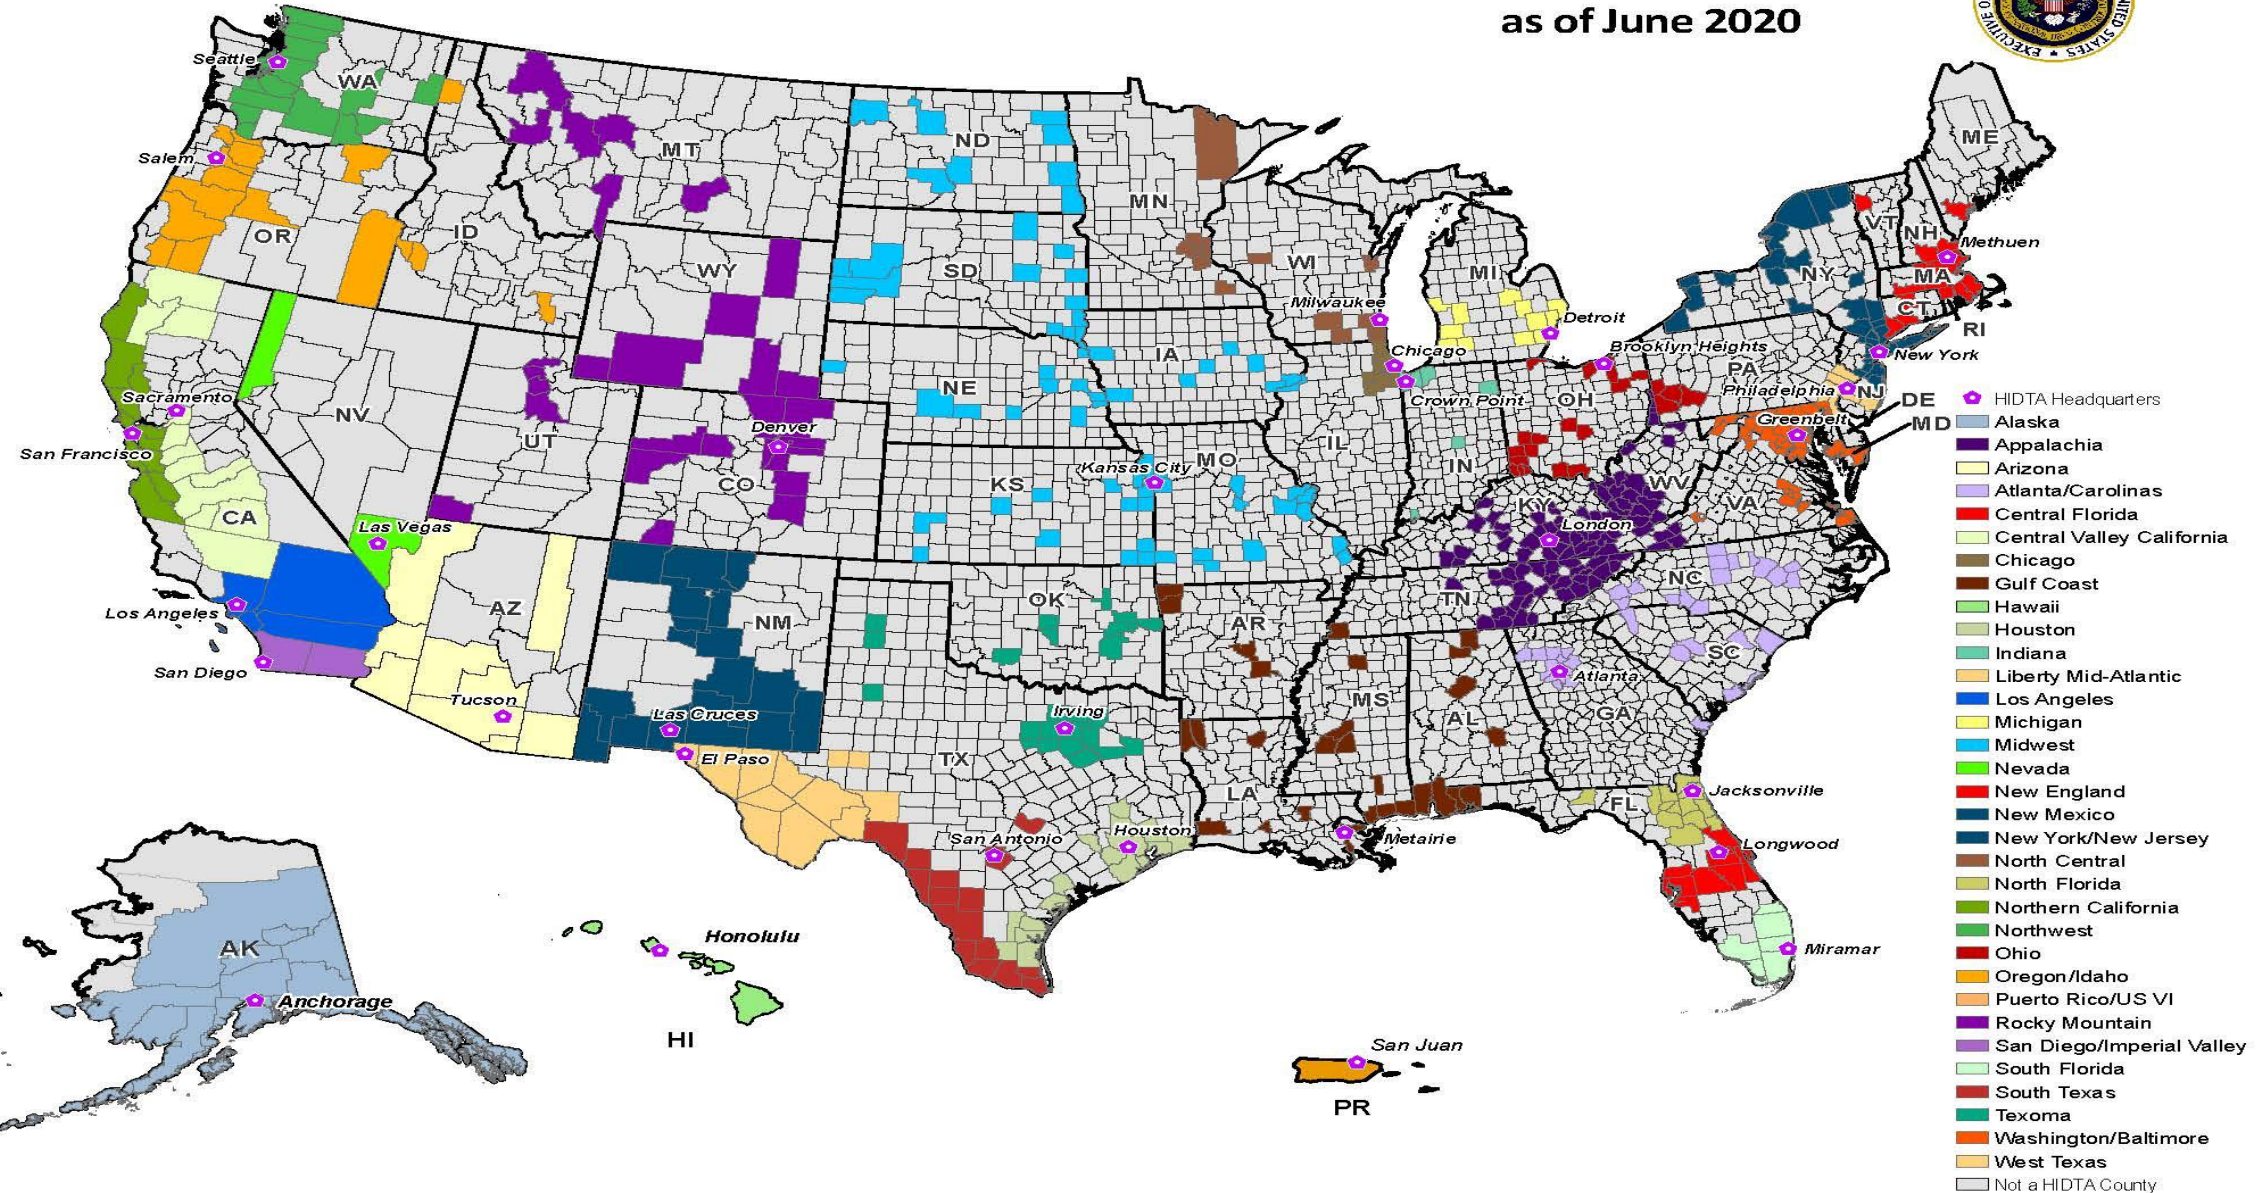 as of June 2020
EXECUTIVE O
UNITED STATES
Seattle
WA
Salem
OR
ID
MT
ND
MN
WI
MI
ME
VT
NH
Methuen
MA
CT
RI
NY
WY
SD
Milwaukee
Detroit
Brooklyn Heights
New York
Chicago
IA
PA
Philadelphia
NJ
DE
MD
Sacramento
NV
UT
Denver
NE
Crown Point
OH
Greenbelt
San Francisco
CA
Las Vegas
CO
KS
Kansas City
MO
IL
IN
WV
VA
KY
London
Los Angeles
AZ
NM
OK
AR
TN
NC
San Diego
Tucson
Las Cruces
El Paso
Irving
TX
MS
AL
Atlanta
GA
SC
LA
San Antonio
Houston
Metairie
FL
Jacksonville
Longwood
Miramar
AK
Anchorage
Honolulu
HI
San Juan
PR
HIDTA Headquarters
Alaska
Appalachia
Arizona
Atlanta/Carolinas
Central Florida
Central Valley California
Chicago
Gulf Coast
Hawaii
Houston
Indiana
Liberty Mid-Atlantic
Los Angeles
Michigan
Midwest
Nevada
New England
New Mexico
New York/New Jersey
North Central
North Florida
Northern California
Northwest
Ohio
Oregon/Idaho
Puerto Rico/US VI
Rocky Mountain
San Diego/Imperial Valley
South Florida
South Texas
Texoma
Washington/Baltimore
West Texas
Not a HIDTA County